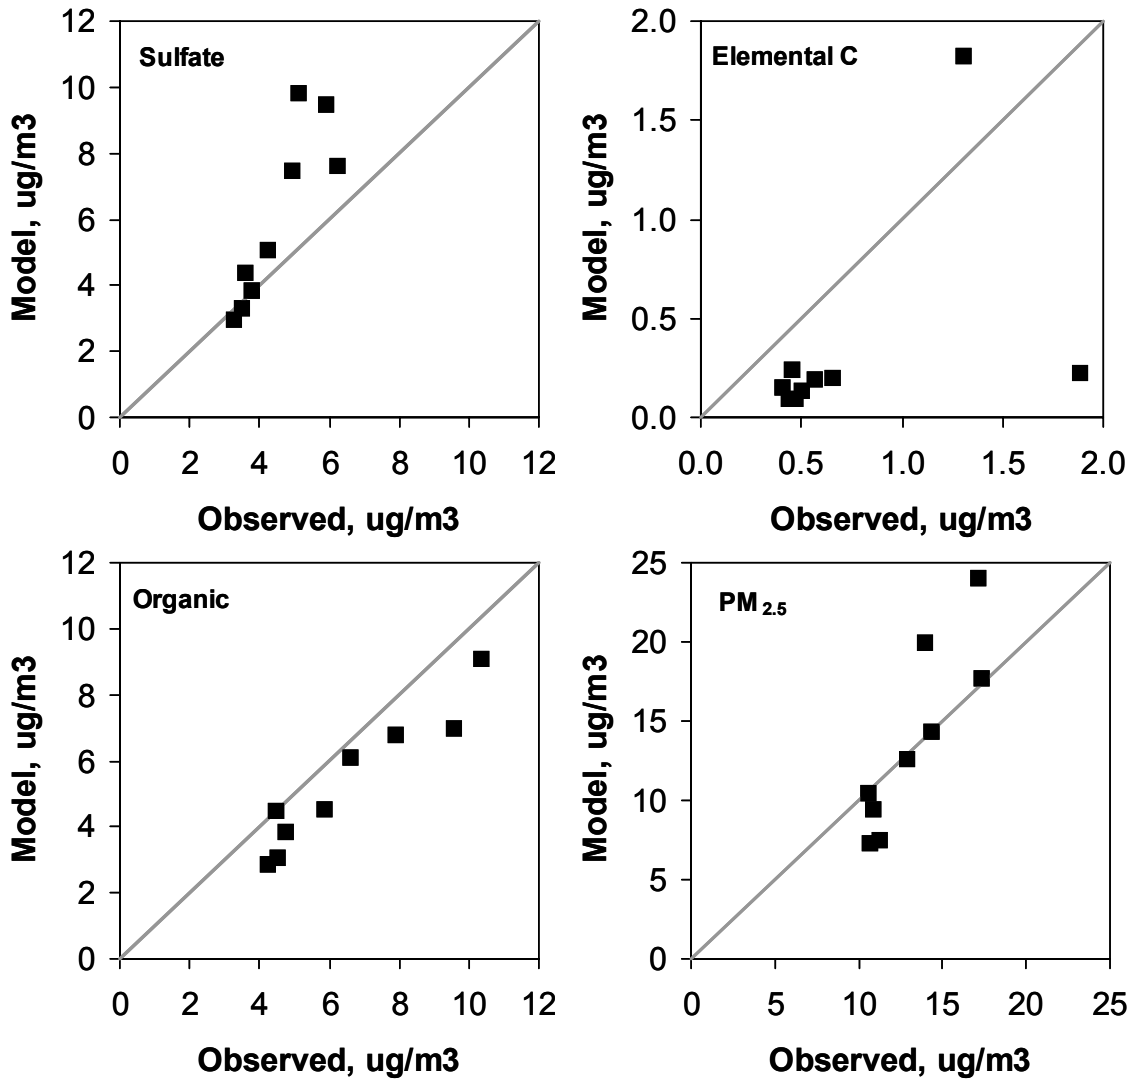 Sulfate
Model, ug/m3
12
10
8
6
4
2
0
0 2 4 6 8 10 12
Observed, ug/m3
Elemental C
Model, ug/m3
2.0
1.5
1.0
0.5
0.0
0.0 0.5 1.0 1.5 2.0
Observed, ug/m3
Organic
Model, ug/m3
12
10
8
6
4
2
0
0 2 4 6 8 10 12
Observed, ug/m3
PM 2.5
Model, ug/m3
25
20
15
10
5
0
0 5 10 15 20 25
Observed, ug/m3